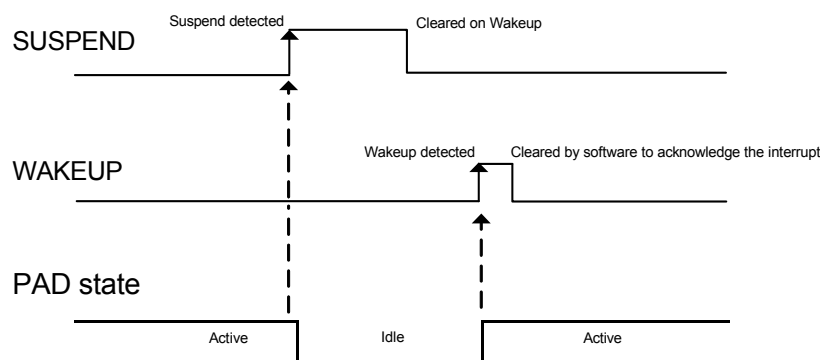 Suspend detected
Cleared on Wakeup
SUSPEND
Wakeup detected
Cleared by software to acknowledge the interrupt
WAKEUP
PAD state
Active
Idle
Active